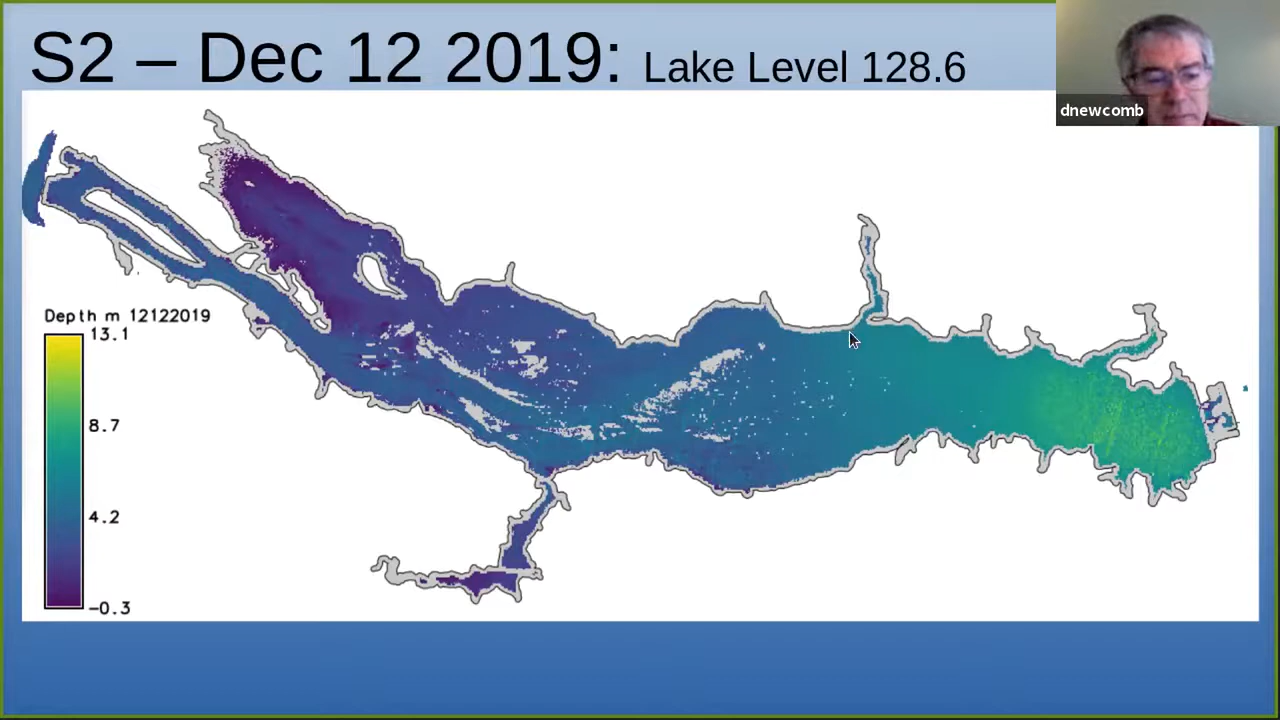 S2 – Dec 12 2019: Lake Level 128.6
dnewcomb
Depth m 12122019
13.1
8.7
4.2
-0.3